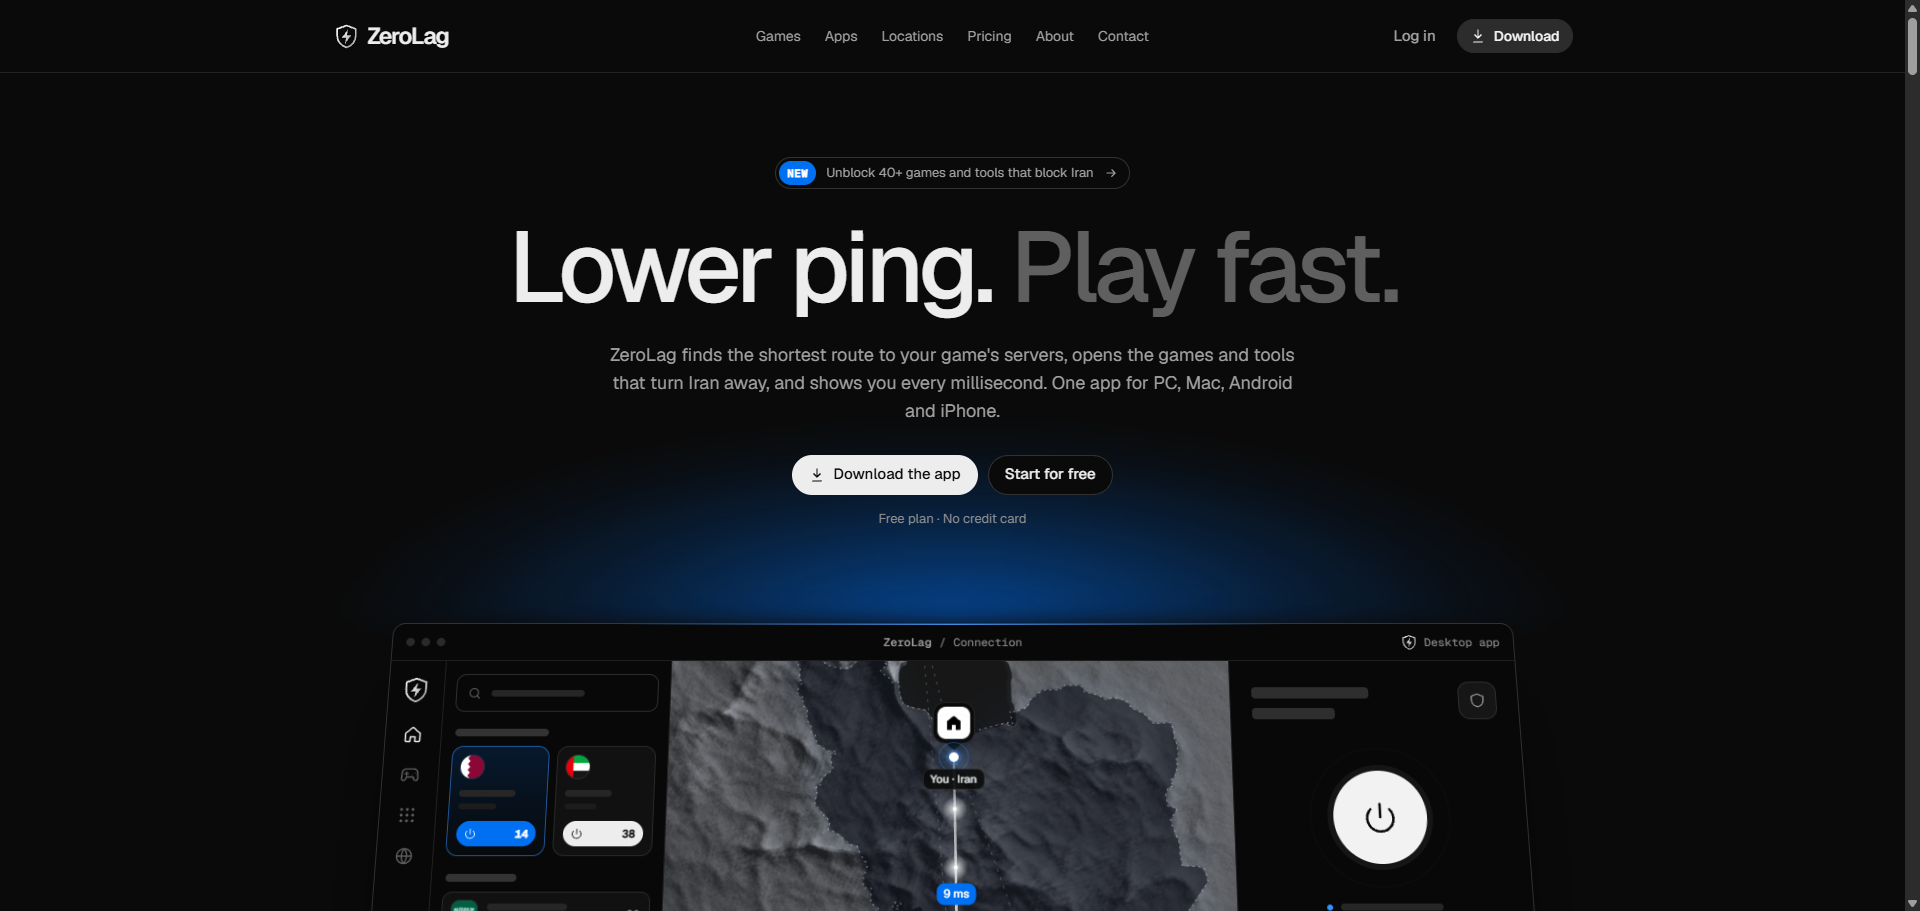 ZeroLag
Games Apps Locations Pricing About Contact
Log in
Download
NEW Unblock 40+ games and tools that block Iran →
Lower ping. Play fast.
ZeroLag finds the shortest route to your game's servers, opens the games and tools
that turn Iran away, and shows you every millisecond. One app for PC, Mac, Android
and iPhone.
Download the app
Start for free
Free plan · No credit card
ZeroLag / Connection
Desktop app
You · Iran
14
38
9 ms